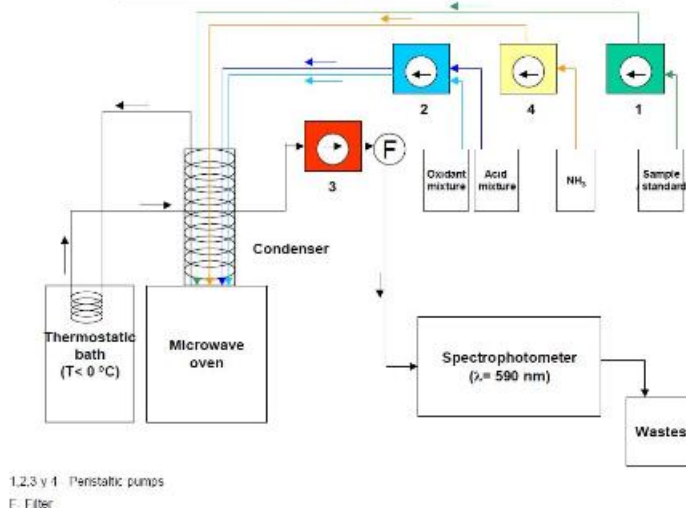 2
4
1
F
3
Oxidant
mixture
Acid
mixture
NH3
Sample
/standard
Condenser
Thermostatic
bath
(T< 0 ºC)
Microwave
oven
Spectrophotometer
(λ= 590 nm)
Wastes
1,2,3 y 4 Peristaltic pumps
F. Filter